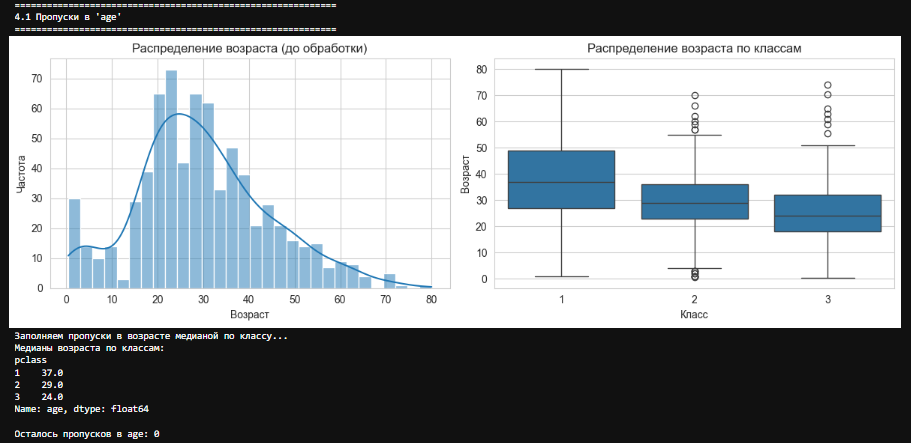 ============================================================
4.1 Пропуски в 'age'
============================================================
Распределение возраста (до обработки)
Частота
70
60
50
40
30
20
10
0
0 10 20 30 40 50 60 70 80
Возраст
Распределение возраста по классам
Возраст
80
70
60
50
40
30
20
10
0
1 2 3
Класс
Заполняем пропуски в возрасте медианой по классу...
Медианы возраста по классам:
pclass
1    37.0
2    29.0
3    24.0
Name: age, dtype: float64
Осталось пропусков в age: 0